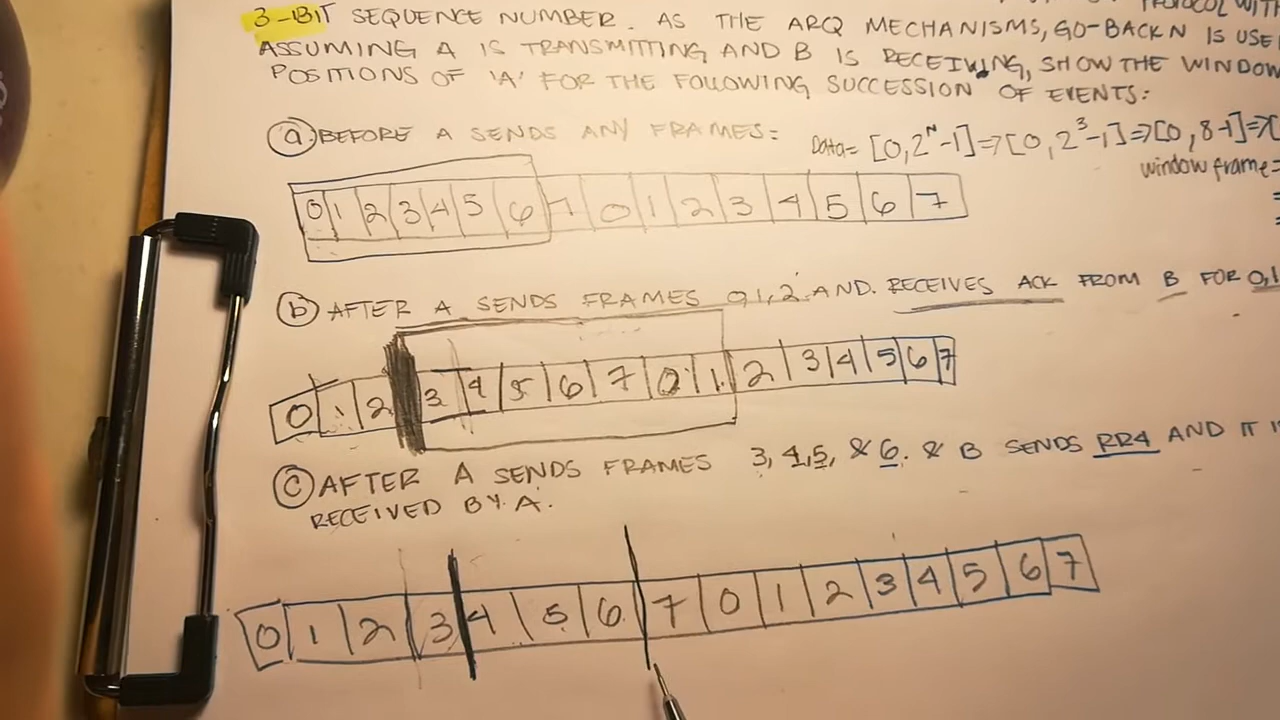 3-BIT SEQUENCE NUMBER. AS THE ARQ MECHANISMS, GO-BACK N IS USE
ASSUMING A IS TRANSMITTING AND B IS RECEIVING, SHOW THE WINDOW
POSITIONS OF 'A' FOR THE FOLLOWING SUCCESSION OF EVENTS:
(a) BEFORE A SENDS ANY FRAMES: Data= [0, 2^N-1]⇒[0, 2^3-1]⇒[0, 8-1]⇒
window frame=
0 1 2 3 4 5 6 7 0 1 2 3 4 5 6 7
(b) AFTER A SENDS FRAMES 0,1,2 AND. RECEIVES ACK FROM B FOR 0,1
0 1 2 3 4 5 6 7 0 1 2 3 4 5 6 7
(c) AFTER A SENDS FRAMES 3, 4,5, & 6. & B SENDS RR4 AND IT I
RECEIVED BY A.
0 1 2 3 4 5 6 7 0 1 2 3 4 5 6 7